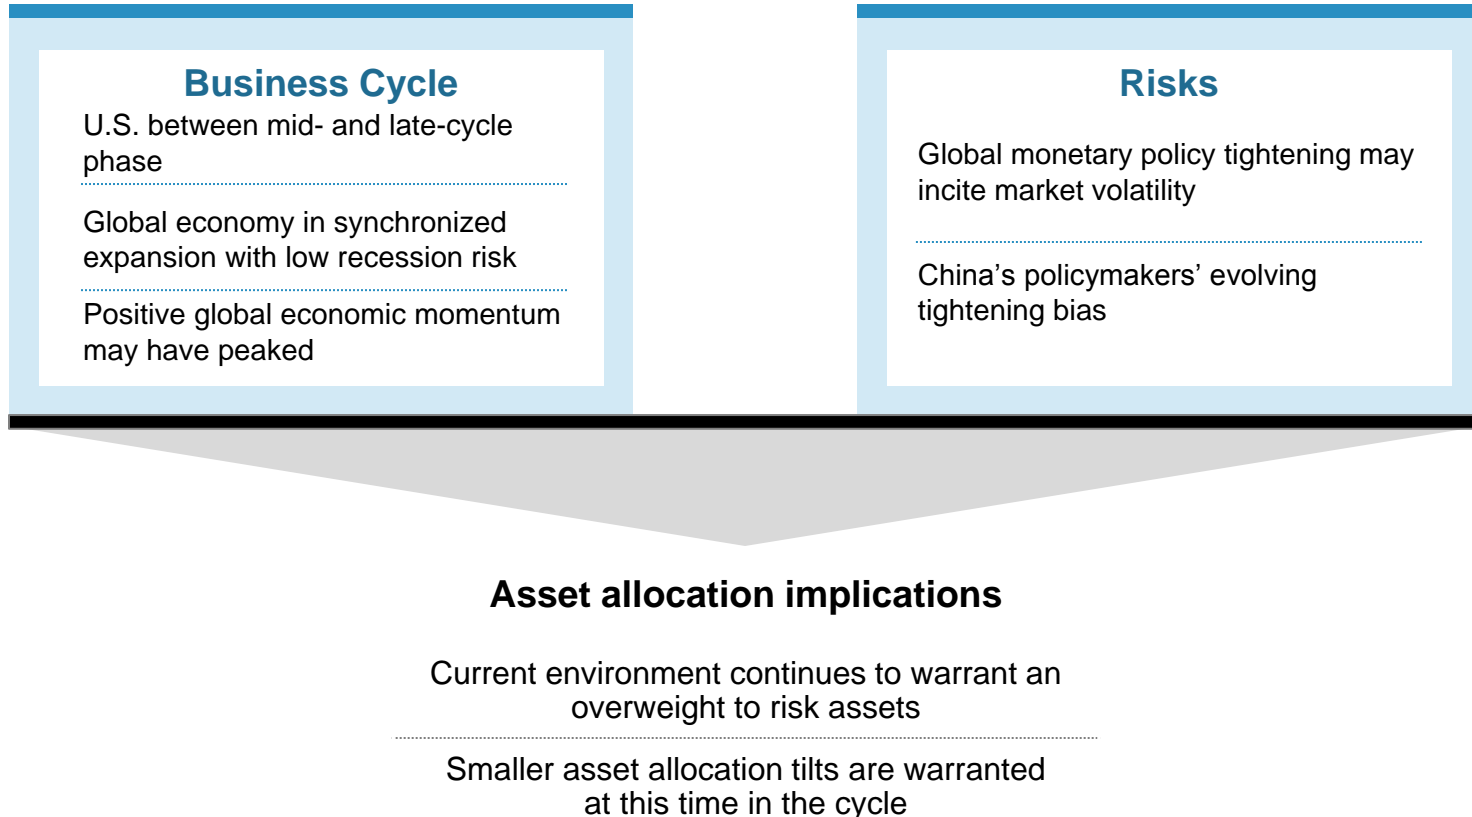 Business Cycle
U.S. between mid- and late-cycle
phase
Global economy in synchronized
expansion with low recession risk
Positive global economic momentum
may have peaked
Risks
Global monetary policy tightening may
incite market volatility
China’s policymakers’ evolving
tightening bias
Asset allocation implications
Current environment continues to warrant an
overweight to risk assets
Smaller asset allocation tilts are warranted
at this time in the cycle